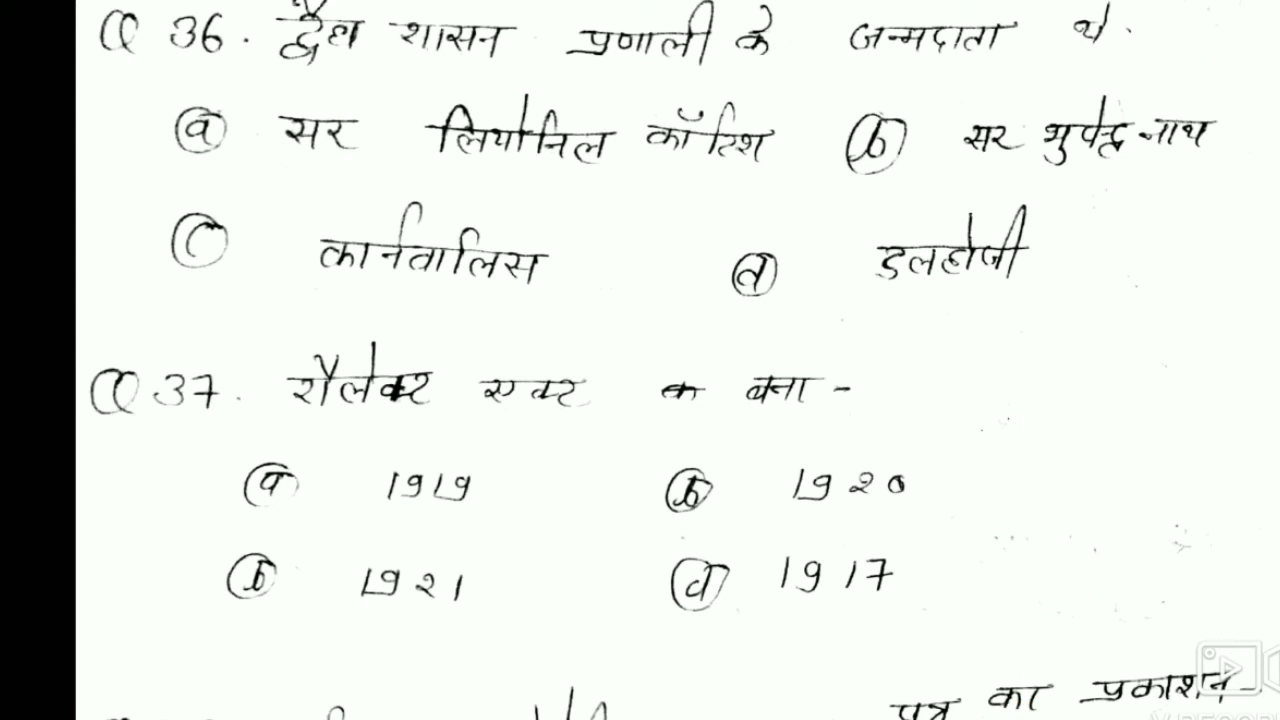 Q 36. द्वैध शासन प्रणाली के जन्मदाता थे.
(a) सर लियोनिल कॉर्टिश (b) सर भुपेन्द्र नाथ
(c) कार्नवालिस (d) डलहोजी
Q 37. रौलेक्ट एक्ट क बना -
(a) 1919 (b) 1920
(b) 1921 (d) 1917
पत्र का प्रकाशन